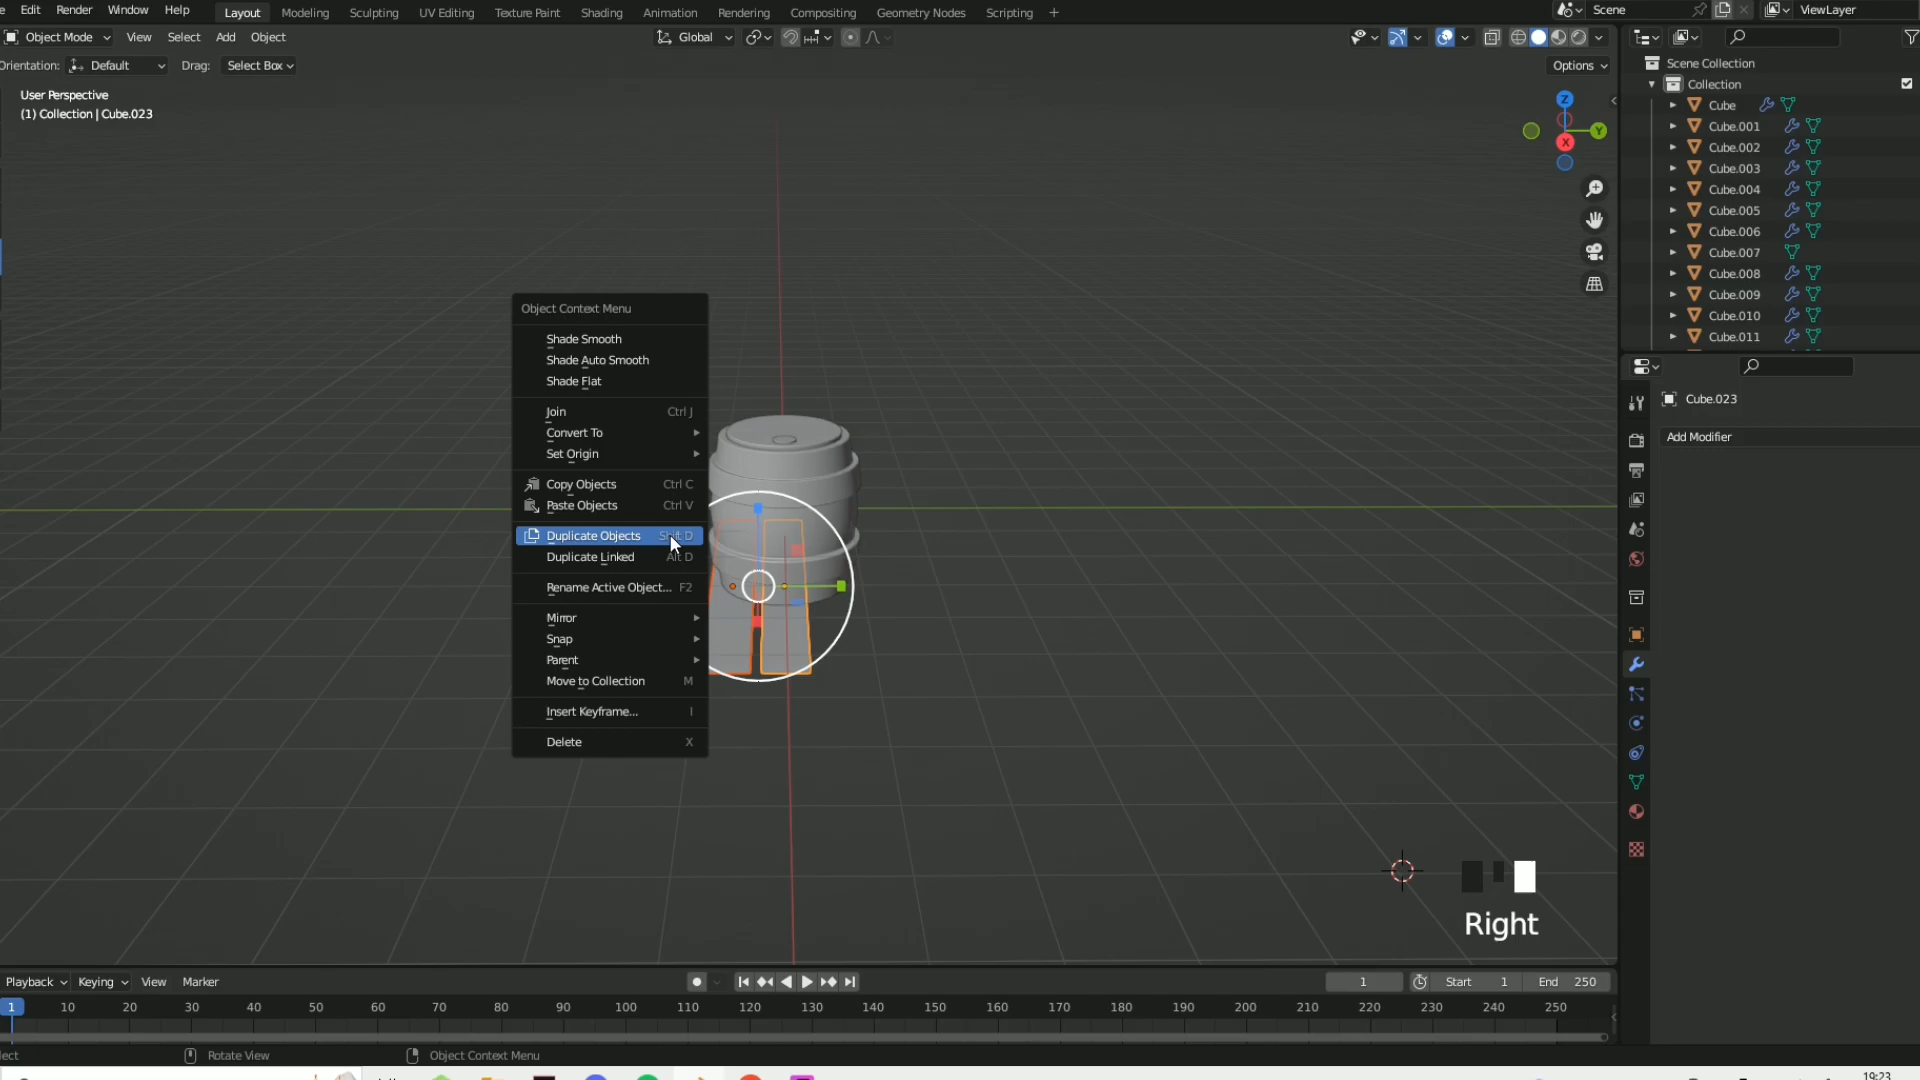 Edit Render Window Help Layout Modeling Sculpting UV Editing Texture Paint Shading Animation Rendering Compositing Geometry Nodes Scripting + Scene ViewLayer
Object Mode View Select Add Object Global
Orientation: Default Drag: Select Box Options
User Perspective
(1) Collection | Cube.023
Z
Y
X
Scene Collection
Collection
Cube
Cube.001
Cube.002
Cube.003
Cube.004
Cube.005
Cube.006
Cube.007
Cube.008
Cube.009
Cube.010
Cube.011
Cube.023
Add Modifier
Object Context Menu
Shade Smooth
Shade Auto Smooth
Shade Flat
Join Ctrl J
Convert To
Set Origin
Copy Objects Ctrl C
Paste Objects Ctrl V
Duplicate Objects Shift D
Duplicate Linked Alt D
Rename Active Object... F2
Mirror
Snap
Parent
Move to Collection M
Insert Keyframe... I
Delete X
Right
Playback Keying View Marker 1 Start 1 End 250
1 10 20 30 40 50 60 70 80 90 100 110 120 130 140 150 160 170 180 190 200 210 220 230 240 250
Rotate View Object Context Menu
19:23